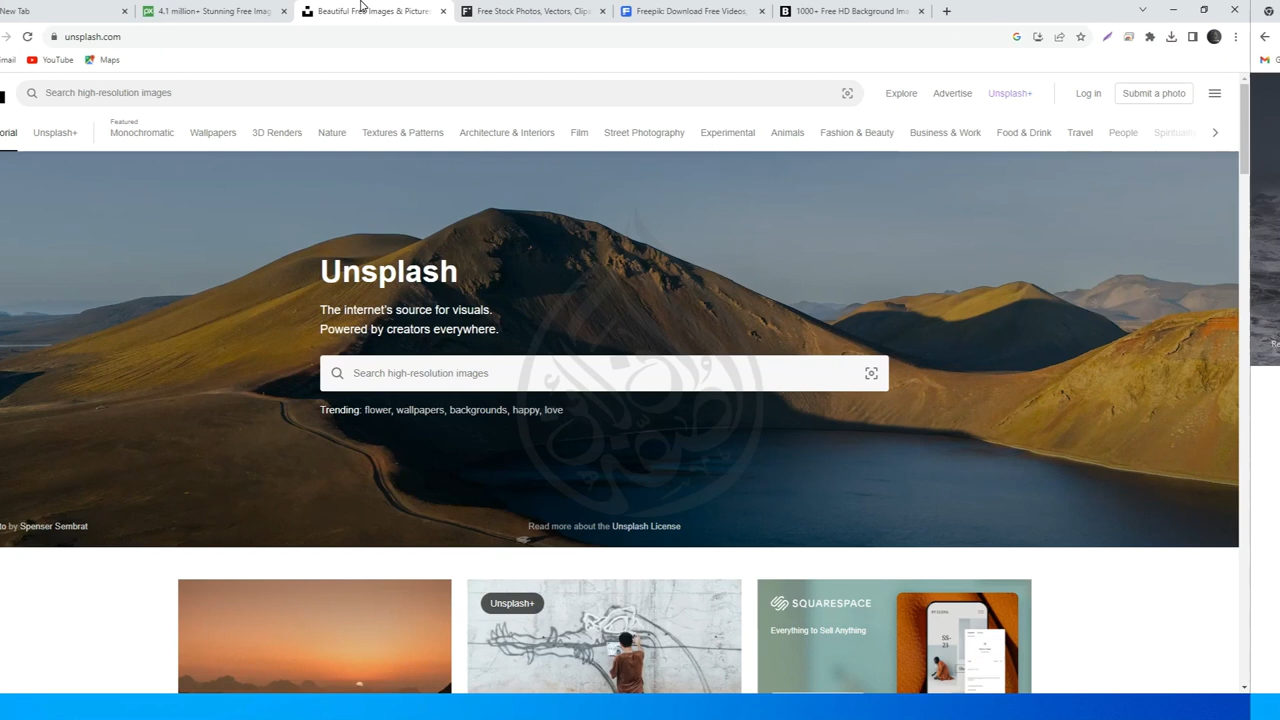 New Tab
4.1 million+ Stunning Free Imag
Beautiful Free Images & Picture
Free Stock Photos, Vectors, Clip
Freepik: Download Free Videos,
1000+ Free HD Background Im
unsplash.com
mail
YouTube
Maps
Search high-resolution images
Explore
Advertise
Unsplash+
Log in
Submit a photo
orial
Unsplash+
Featured
Monochromatic
Wallpapers
3D Renders
Nature
Textures & Patterns
Architecture & Interiors
Film
Street Photography
Experimental
Animals
Fashion & Beauty
Business & Work
Food & Drink
Travel
People
Spirituality
Unsplash
The internet's source for visuals.
Powered by creators everywhere.
Search high-resolution images
Trending: flower, wallpapers, backgrounds, happy, love
to by Spenser Sembrat
Read more about the Unsplash License
Unsplash+
SQUARESPACE
Everything to Sell Anything